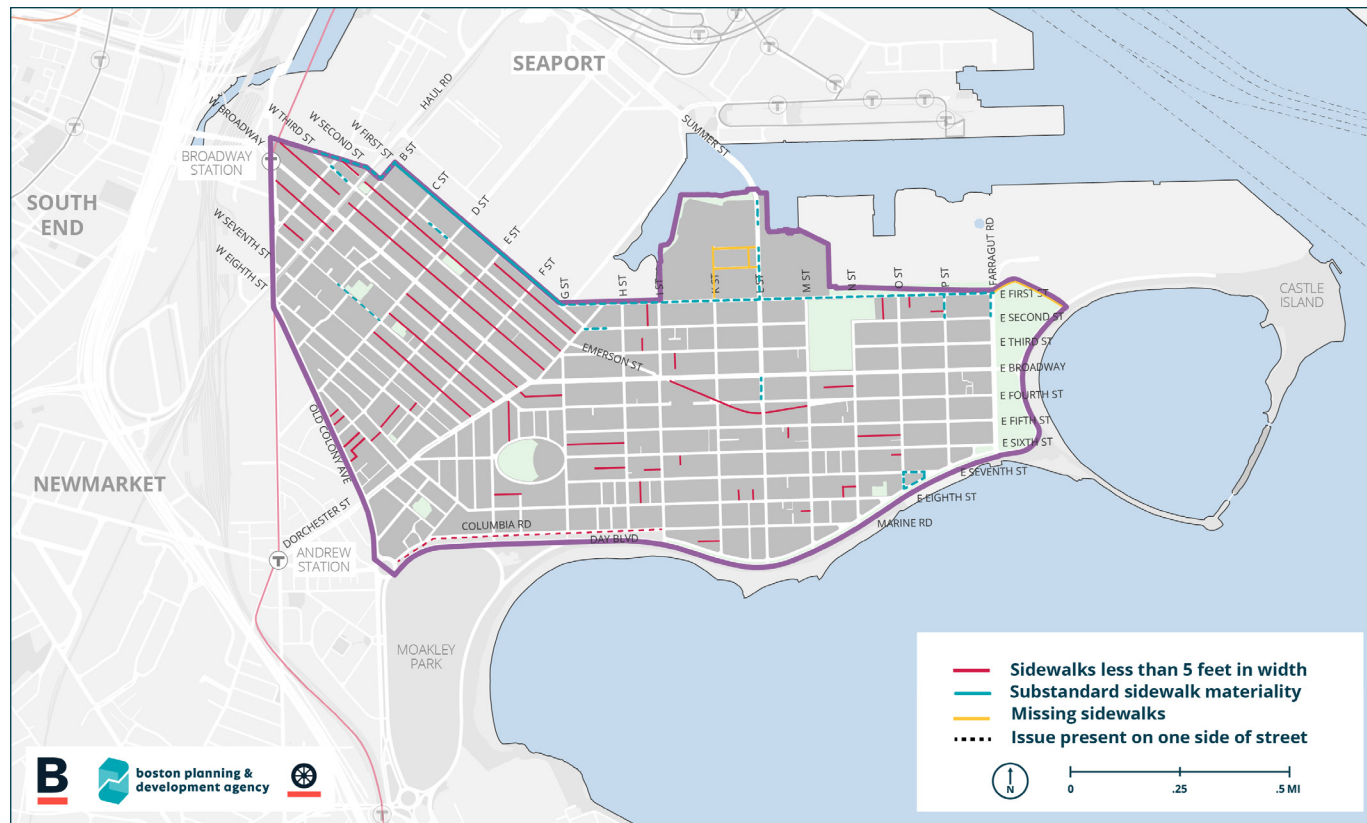 SEAPORT
HAUL RD
SUMMER ST
W BROADWAY
W THIRD ST
W SECOND ST
W FIRST ST
B ST
C ST
D ST
E ST
F ST
BROADWAY
STATION
SOUTH
END
W SEVENTH ST
W EIGHTH ST
G ST
H ST
I ST
K ST
L ST
M ST
N ST
O ST
P ST
FARRAGUT RD
E FIRST ST
E SECOND ST
E THIRD ST
E BROADWAY
E FOURTH ST
E FIFTH ST
E SIXTH ST
E SEVENTH ST
E EIGHTH ST
MARINE RD
CASTLE
ISLAND
EMERSON ST
OLD COLONY AVE
NEWMARKET
DORCHESTER ST
COLUMBIA RD
DAY BLVD
ANDREW
STATION
MOAKLEY
PARK
T
T
T
T
T
T
T
T
T
T
T
Sidewalks less than 5 feet in width
Substandard sidewalk materiality
Missing sidewalks
Issue present on one side of street
N
0 .25 .5 MI
B
boston planning &
development agency